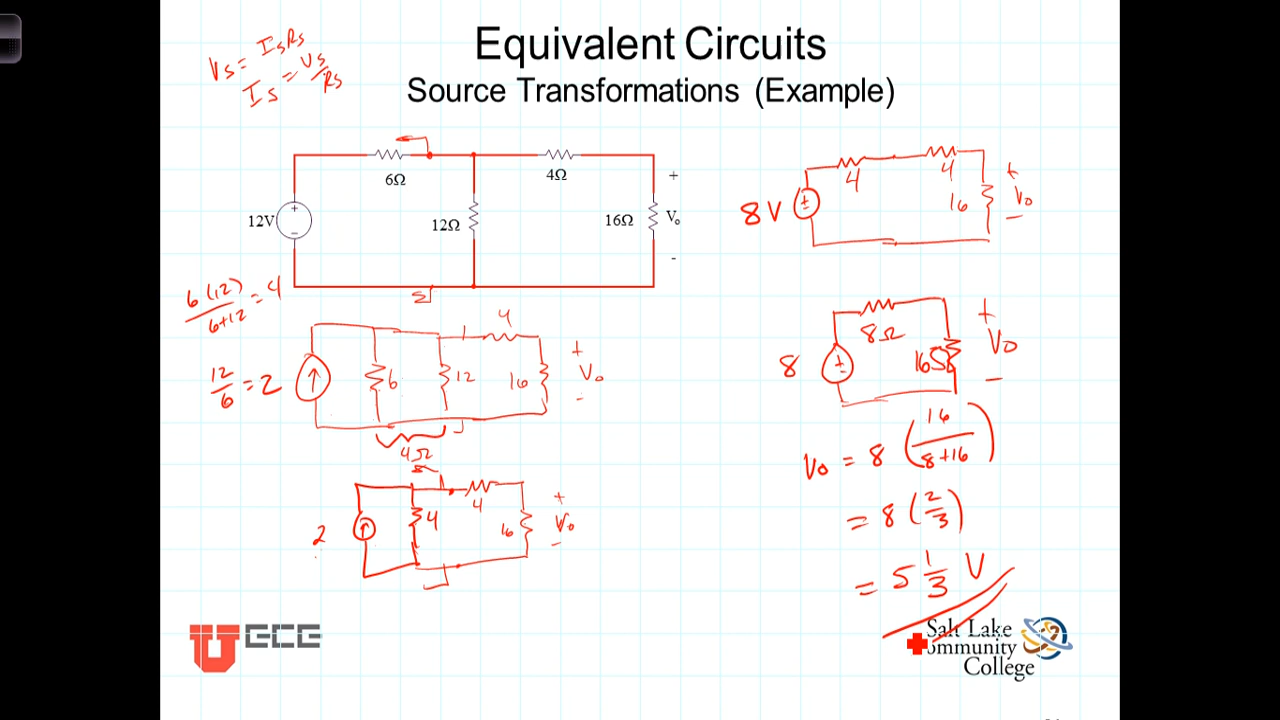 Equivalent Circuits
Source Transformations (Example)
Vs = IsRs
Is = Vs/Rs
6Ω
4Ω
12V
+
−
12Ω
16Ω
+
Vo
-
8V
±
4
4
16
+
Vo
−
6(12)/6+12 = 4
12/6 = 2
↑
6
12
4
16
+
Vo
−
4Ω
2
↑
4
4
16
+
Vo
−
8
±
8Ω
16Ω
+
Vo
−
Vo = 8 (16/8+16)
= 8 (2/3)
= 5 1/3 V
U ECE
Salt Lake
ommunity
College